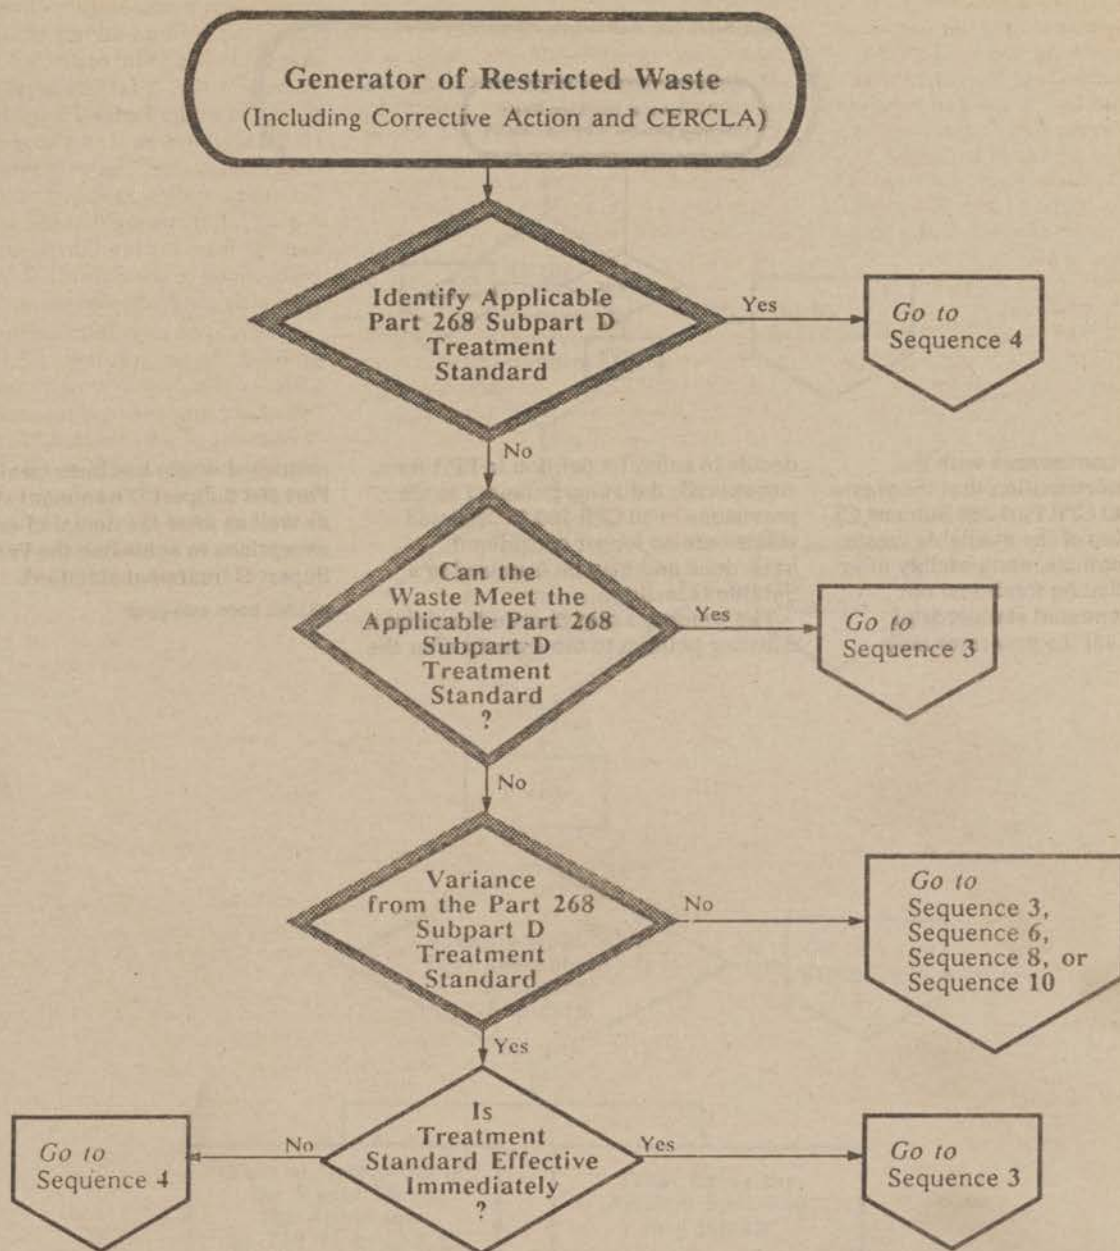 Generator of Restricted Waste
(Including Corrective Action and CERCLA)
Identify Applicable
Part 268 Subpart D
Treatment
Standard
Yes
Go to
Sequence 4
No
Can the
Waste Meet the
Applicable Part 268
Subpart D
Treatment
Standard
?
Yes
Go to
Sequence 3
No
Variance
from the Part 268
Subpart D
Treatment
Standard
No
Go to
Sequence 3,
Sequence 6,
Sequence 8, or
Sequence 10
Yes
Is
Treatment
Standard Effective
Immediately
?
No
Go to
Sequence 4
Yes
Go to
Sequence 3